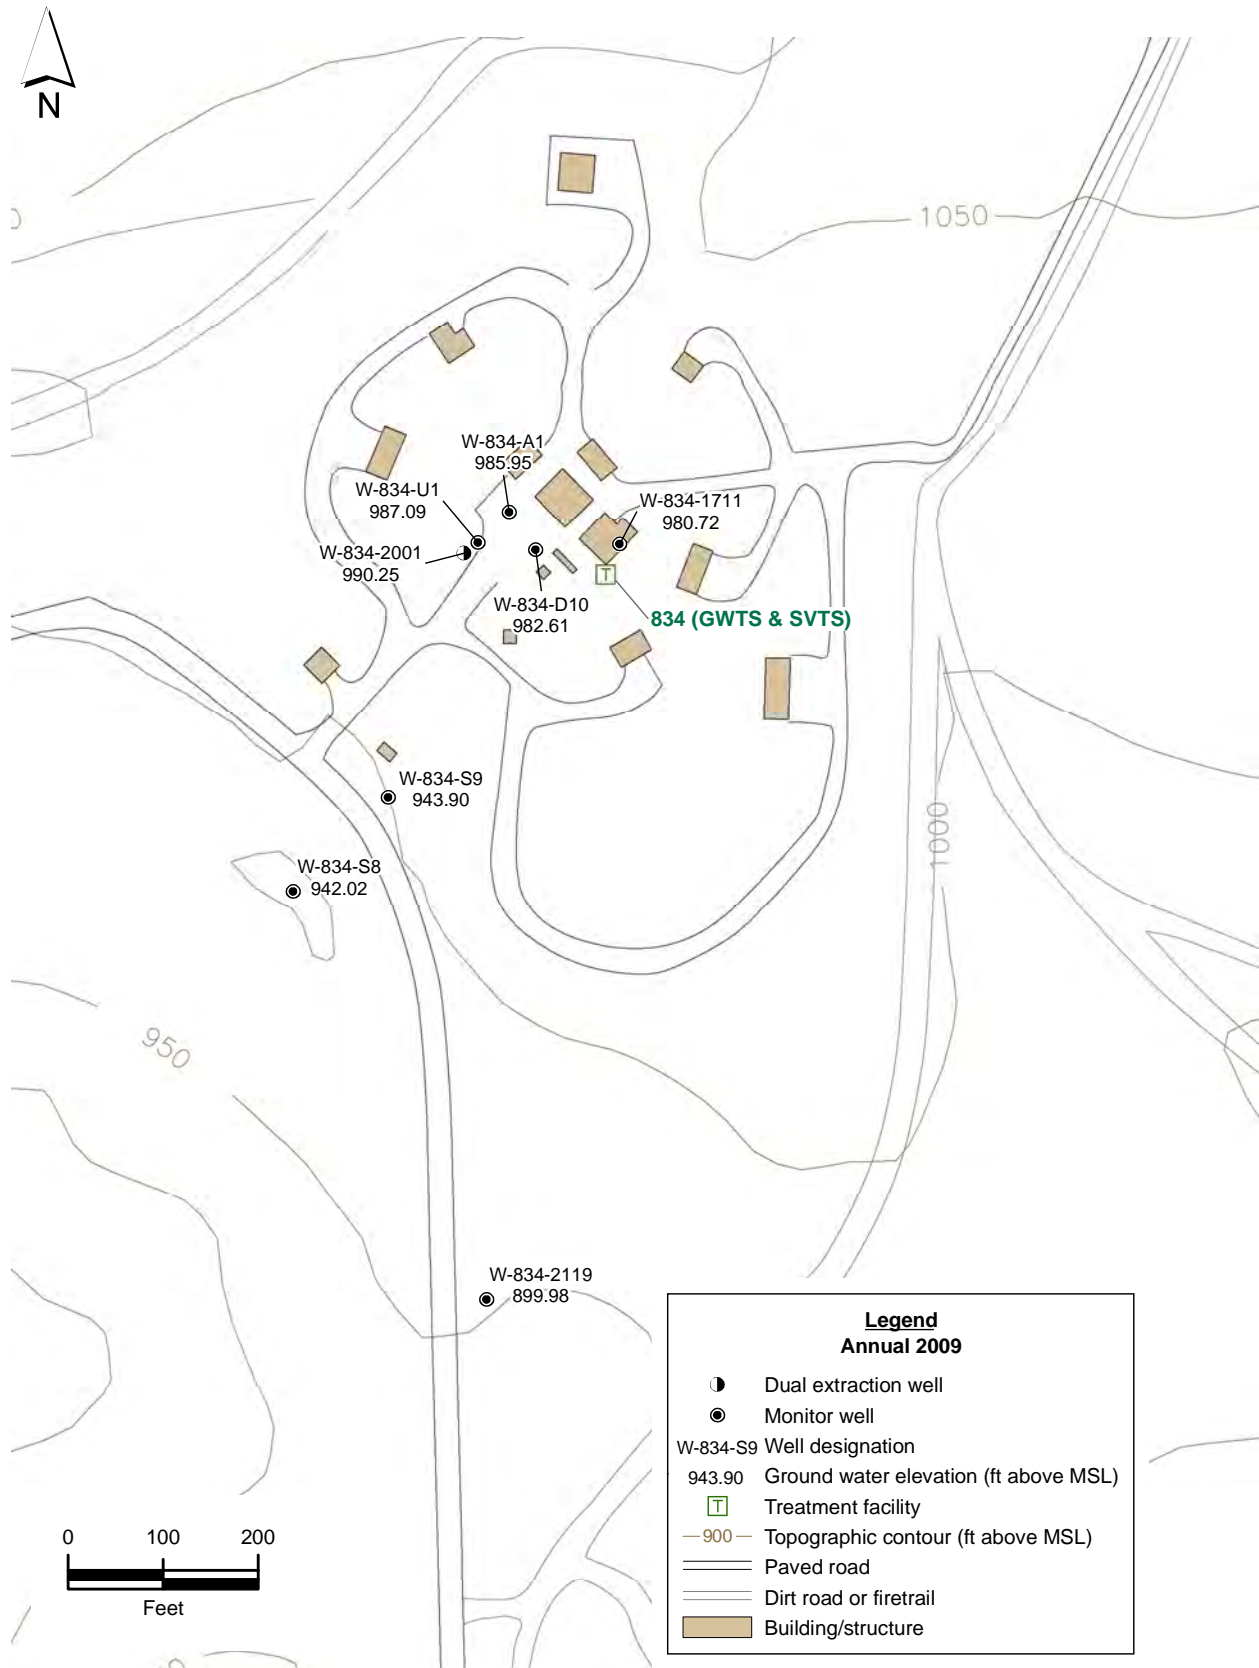 N
1050
W-834-A1
985.95
W-834-U1
987.09
W-834-1711
980.72
W-834-2001
990.25
W-834-D10
982.61
834 (GWTS & SVTS)
T
W-834-S9
943.90
1000
W-834-S8
942.02
950
W-834-2119
899.98
Legend
Annual 2009
Dual extraction well
Monitor well
W-834-S9 Well designation
943.90 Ground water elevation (ft above MSL)
T Treatment facility
900 Topographic contour (ft above MSL)
Paved road
Dirt road or firetrail
Building/structure
0 100 200
Feet